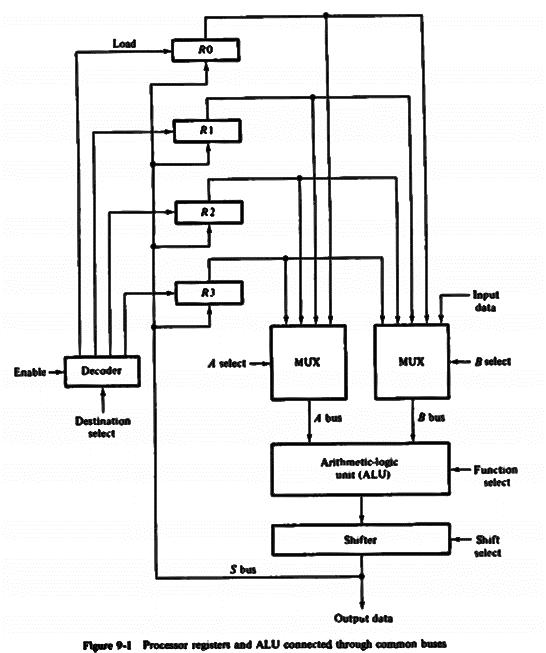 Load
R0
R1
R2
R3
Input
data
A select
MUX
MUX
B select
Enable
Decoder
Destination
select
A bus
B bus
Arithmetic-logic
unit (ALU)
Function
select
Shifter
Shift
select
S bus
Output data
Figure 9-1 Processor registers and ALU connected through common buses